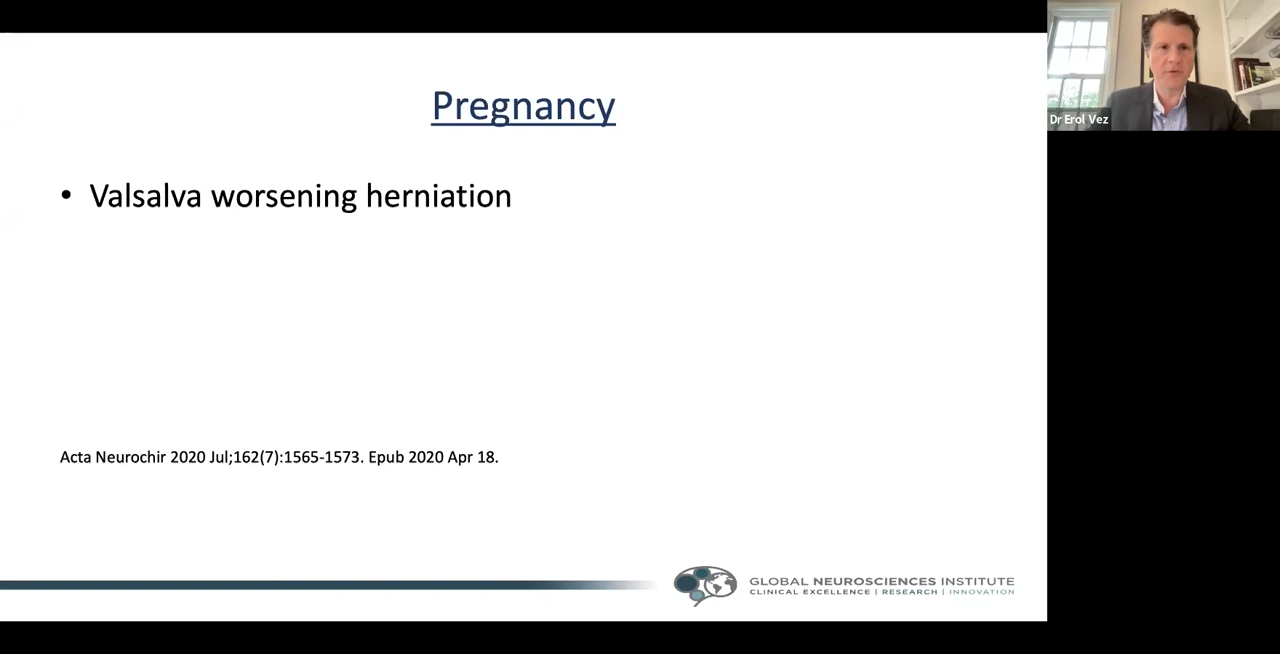 Pregnancy
• Valsalva worsening herniation
Acta Neurochir 2020 Jul;162(7):1565-1573. Epub 2020 Apr 18.
GLOBAL NEUROSCIENCES INSTITUTE
CLINICAL EXCELLENCE | RESEARCH | INNOVATION
Dr Erol Vez